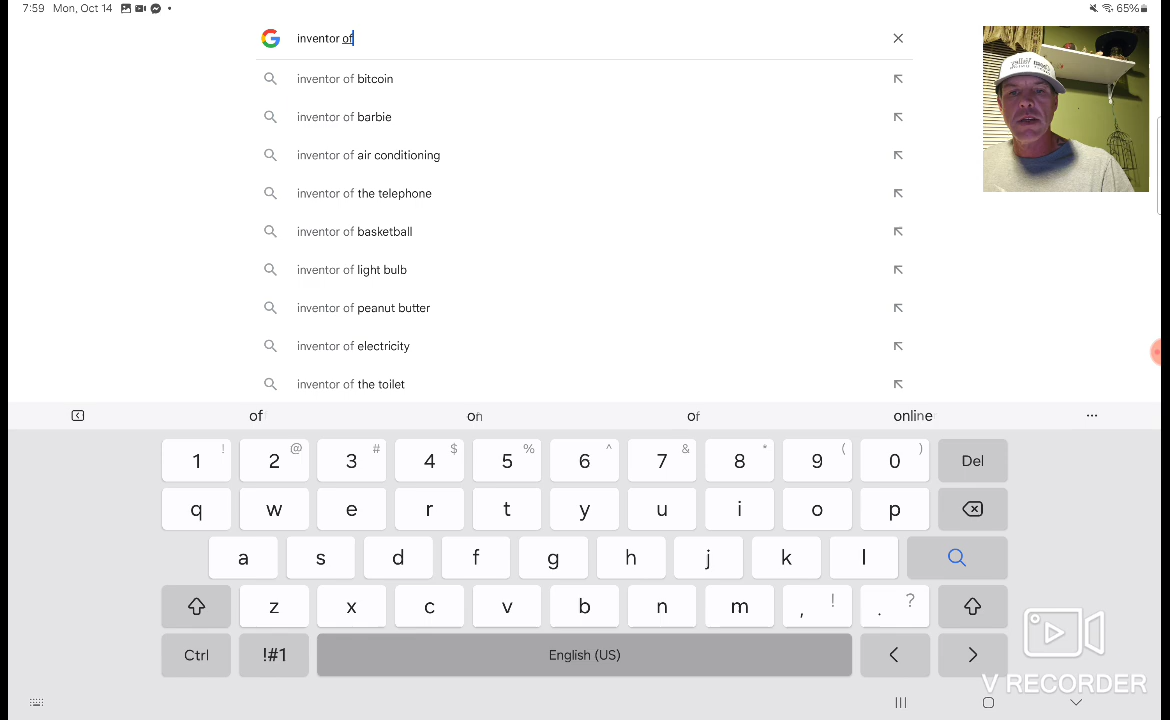 7:59 Mon, Oct 14
65%
inventor of
inventor of bitcoin
inventor of barbie
inventor of air conditioning
inventor of the telephone
inventor of basketball
inventor of light bulb
inventor of peanut butter
inventor of electricity
inventor of the toilet
of on or online ...
! @ # $ % ^ & * ( )
1 2 3 4 5 6 7 8 9 0 Del
q w e r t y u i o p
a s d f g h j k l
z x c v b n m , ! . ?
Ctrl !#1 English (US) < >
V RECORDER